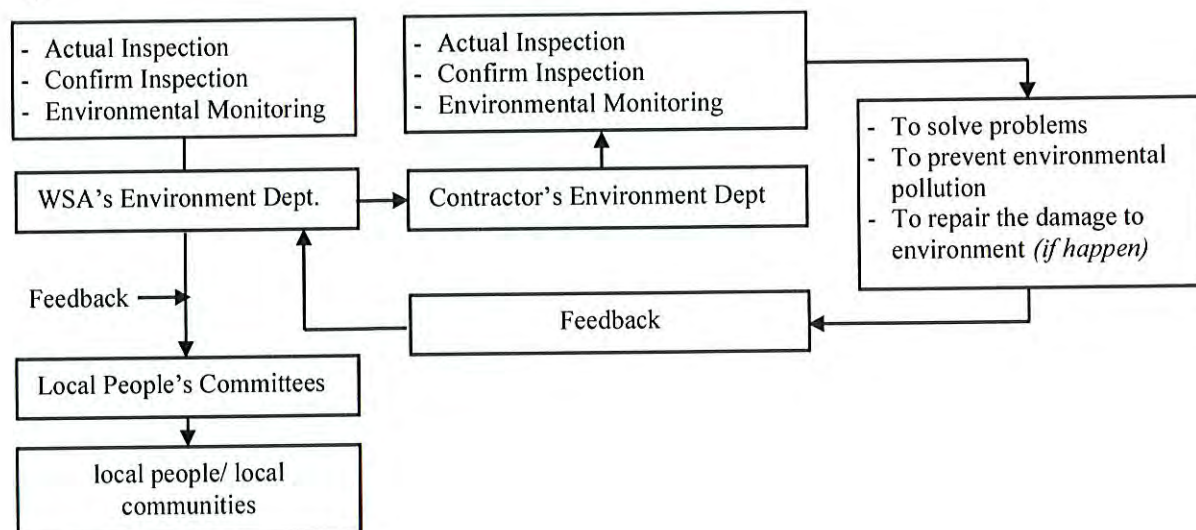 - Actual Inspection
- Confirm Inspection
- Environmental Monitoring
- Actual Inspection
- Confirm Inspection
- Environmental Monitoring
- To solve problems
- To prevent environmental
pollution
- To repair the damage to
environment (if happen)
WSA's Environment Dept.
Contractor's Environment Dept
Feedback
Feedback
Local People's Committees
local people/ local
communities